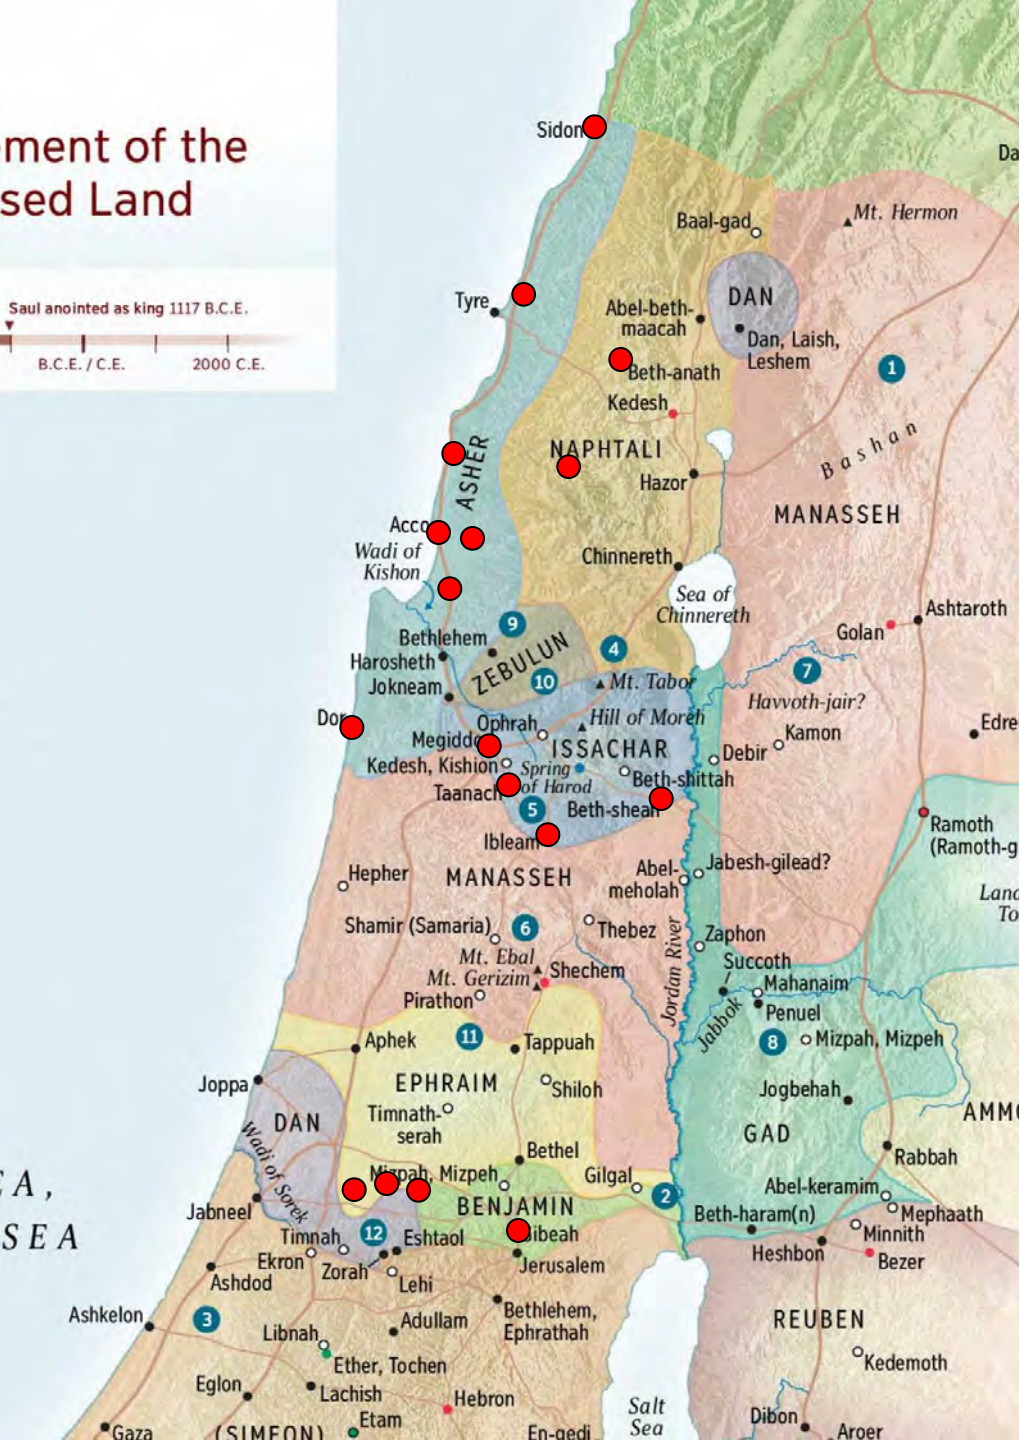 ment of the
sed Land
Saul anointed as king 1117 B.C.E.
B.C.E. / C.E.
2000 C.E.
Sidon
Da
Mt. Hermon
Baal-gad
DAN
Tyre
Abel-beth-
maacah
Dan, Laish,
Leshem
1
Beth-anath
Kedesh
Bashan
NAPHTALI
ASHER
Hazor
MANASSEH
Acco
Wadi of
Kishon
Chinnereth
Sea of
Chinnereth
Ashtaroth
Golan
9
Bethlehem
ZEBULUN
4
Harosheth
10
Mt. Tabor
7
Jokneam
Havvoth-jair?
Dor
Ophrah
Hill of Moreh
Kamon
Edre
Megiddo
ISSACHAR
Debir
Kedesh, Kishion
Spring
of Harod
Beth-shittah
Taanach
5
Beth-shean
Ramoth
(Ramoth-g
Ibleam
Hepher
MANASSEH
Abel-
meholah
Jabesh-gilead?
Land
To
Shamir (Samaria)
6
Thebez
Jordan River
Zaphon
Mt. Ebal
Shechem
Succoth
Mt. Gerizim
Mahanaim
Pirathon
Jabbok
Penuel
Aphek
11
Tappuah
8
Mizpah, Mizpeh
Joppa
EPHRAIM
Shiloh
Jogbehah
Timnath-
serah
DAN
AMMO
GAD
Wadi of Sorek
Bethel
Rabbah
Mizpah, Mizpeh
Gilgal
EA,
SEA
2
Abel-keramim
BENJAMIN
Jabneel
Beth-haram(n)
Mephaath
Timnah
12
Eshtaol
Gibeah
Minnith
Heshbon
Ekron
Zorah
Jerusalem
Bezer
Ashdod
Lehi
Ashkelon
3
Adullam
Bethlehem,
Ephrathah
REUBEN
Libnah
Ether, Tochen
Kedemoth
Eglon
Lachish
Hebron
Salt
Sea
Etam
Dibon
Gaza
(SIMEON)
En-gedi
Aroer